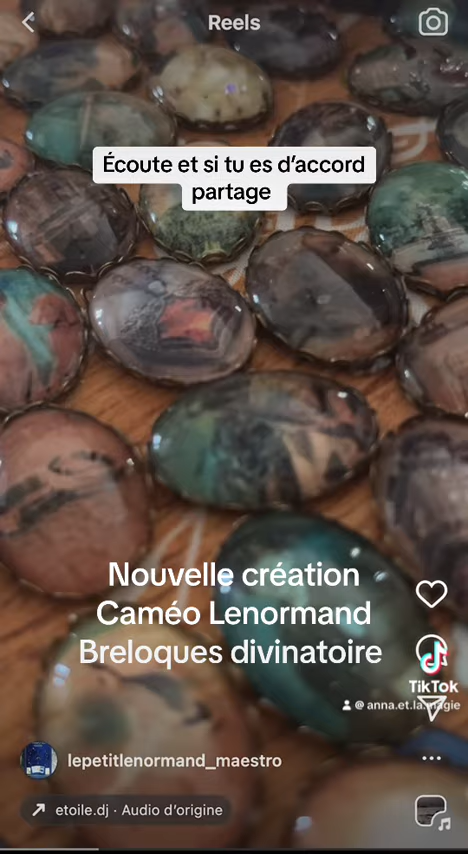 Reels
Écoute et si tu es d’accord
partage
Nouvelle création
Caméo Lenormand
Breloques divinatoire
TikTok
@ anna.et.la.magie
lepetitlenormand_maestro
etoile.dj · Audio d’origine